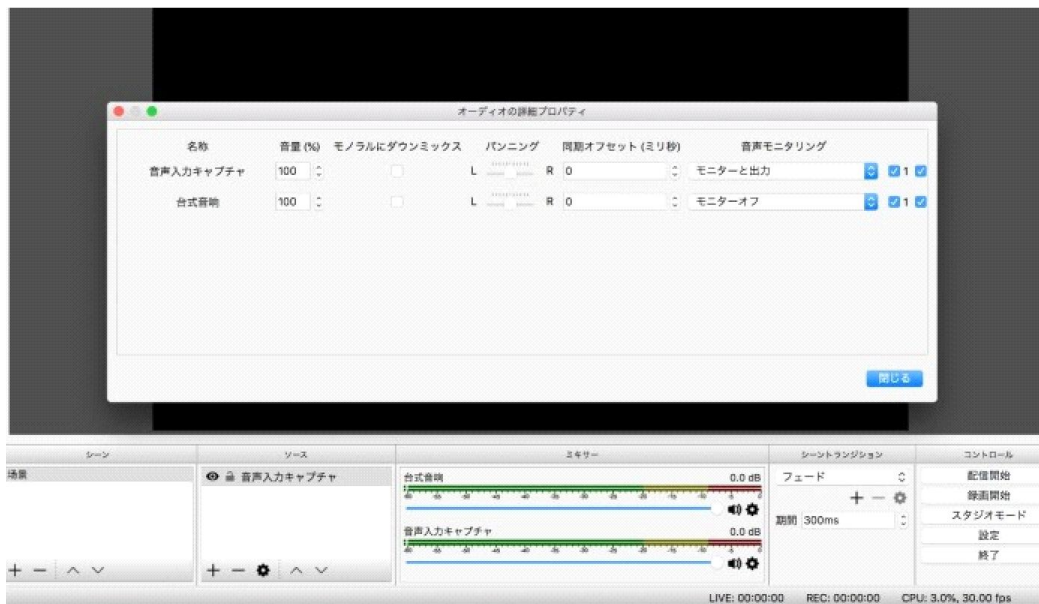 オーディオの詳細プロパティ
名称 音量 (%) モノラルにダウンミックス パンニング 同期オフセット (ミリ秒) 音声モニタリング
音声入力キャプチャ 100 L R 0 モニターと出力 1
台式音响 100 L R 0 モニターオフ 1
閉じる
シーン ソース ミキサー シーントランジション コントロール
场景 音声入力キャプチャ 台式音响 0.0 dB フェード 配信開始
録画開始
音声入力キャプチャ 0.0 dB 期間 300ms スタジオモード
設定
終了
LIVE: 00:00:00 REC: 00:00:00 CPU: 3.0%, 30.00 fps